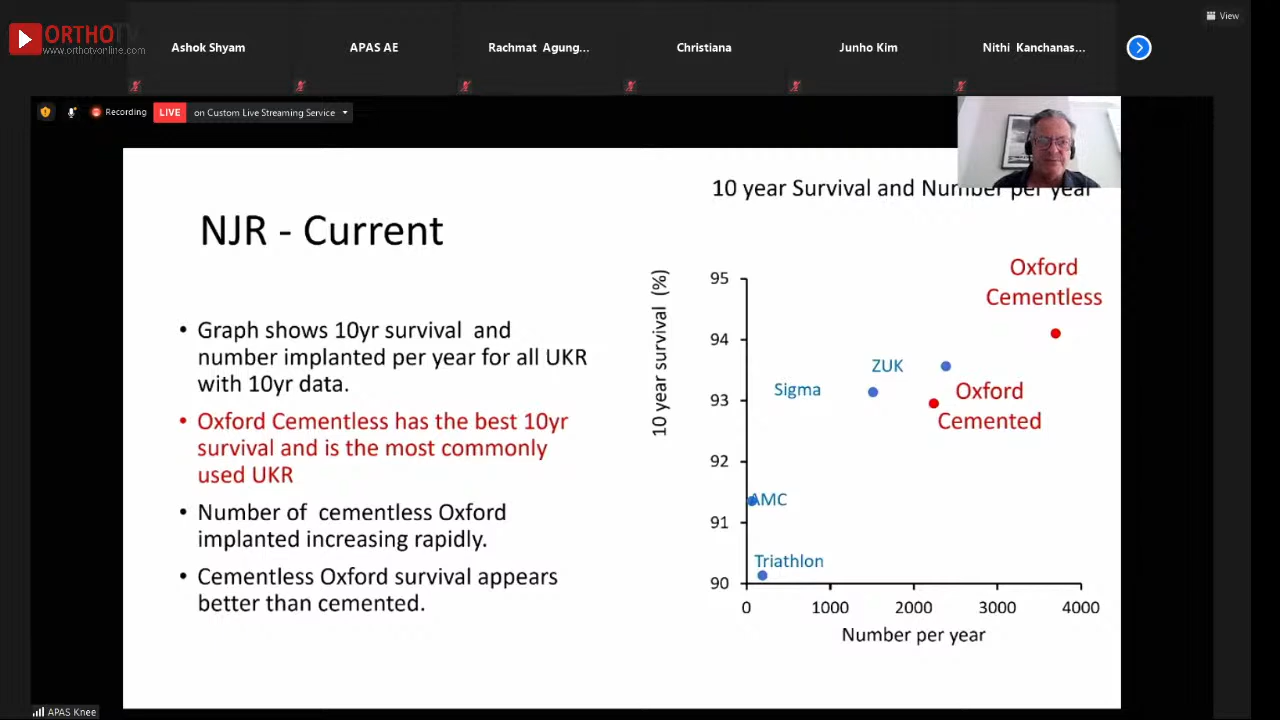 ORTHOTV
www.orthotvonline.com
View
Ashok Shyam
APAS AE
Rachmat Agung...
Christiana
Junho Kim
Nithi Kanchanas...
Recording
LIVE
on Custom Live Streaming Service
10 year Survival and Number per year
NJR - Current
• Graph shows 10yr survival and
number implanted per year for all UKR
with 10yr data.
• Oxford Cementless has the best 10yr
survival and is the most commonly
used UKR
• Number of cementless Oxford
implanted increasing rapidly.
• Cementless Oxford survival appears
better than cemented.
10 year survival (%)
95
94
93
92
91
90
Oxford
Cementless
ZUK
Sigma
Oxford
Cemented
AMC
Triathlon
0
1000
2000
3000
4000
Number per year
APAS Knee